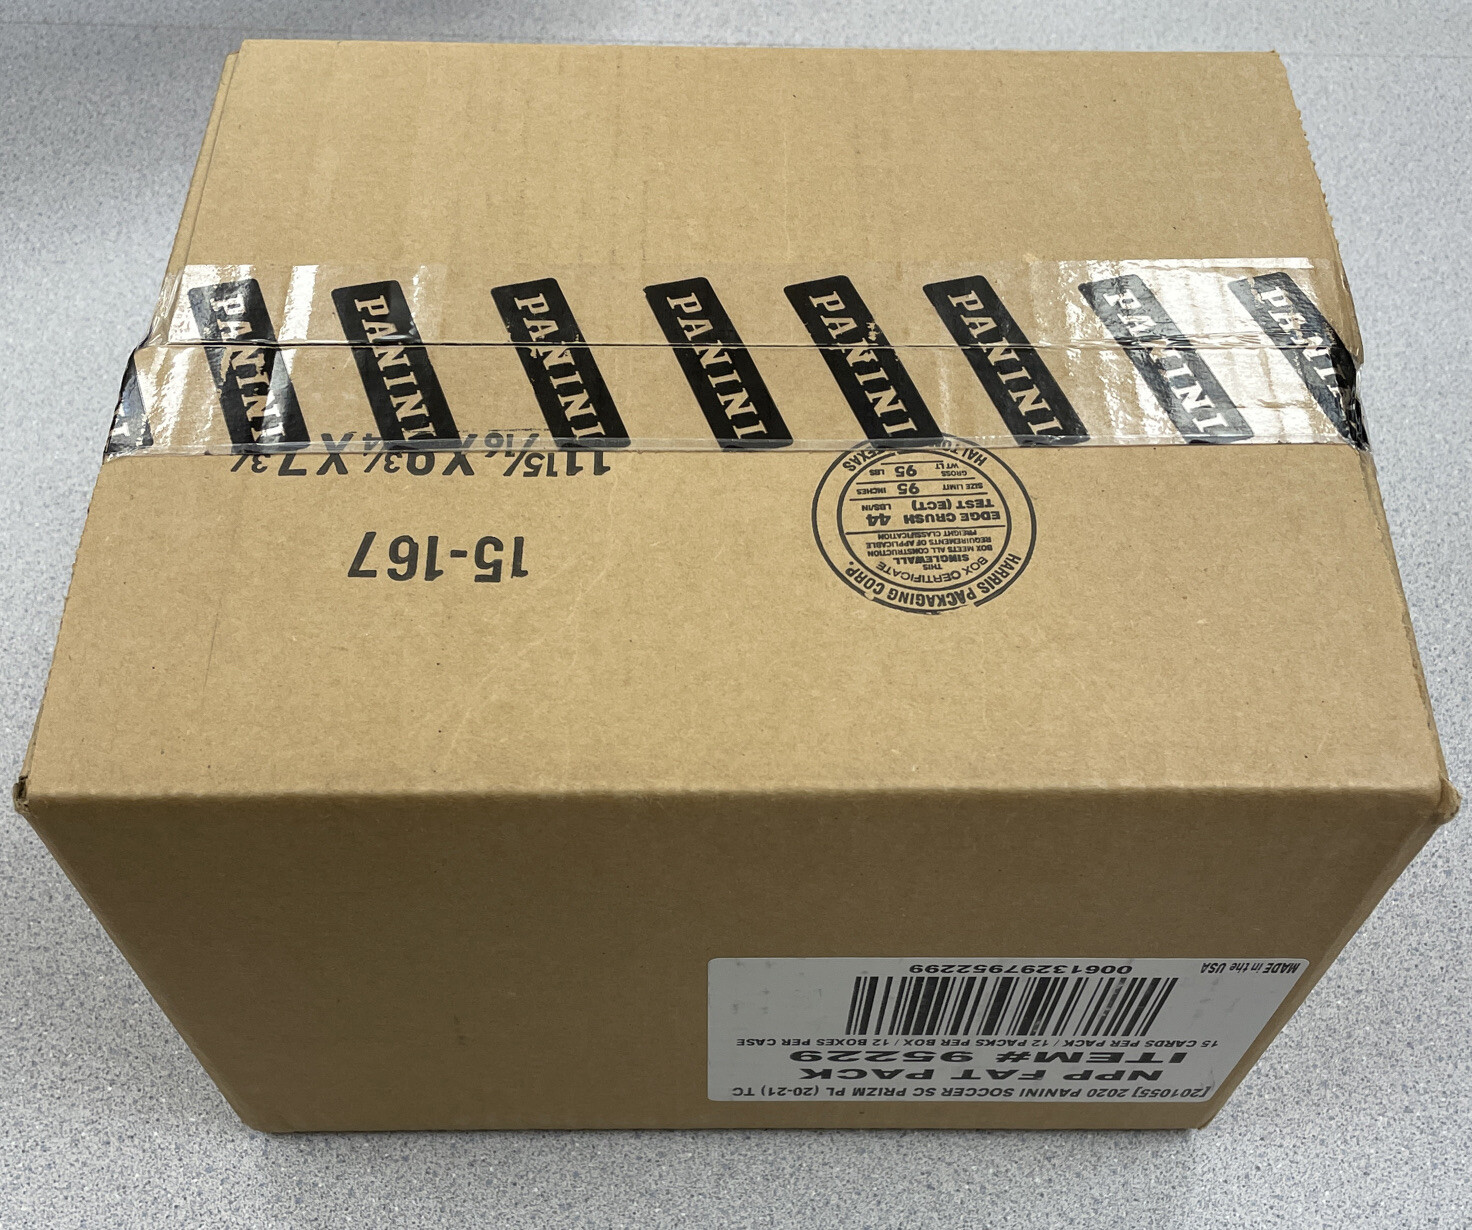 PANINI
PANINI
PANINI
PANINI
PANINI
PANINI
PANINI
11 15/16 X 9 3/4 X 7 3/
15-167
HARRIS PACKAGING CORP.
BOX CERTIFICATE
THIS
SINGLEWALL
BOX MEETS ALL CONSTRUCTION
REQUIREMENTS OF APPLICABLE
FREIGHT CLASSIFICATION
EDGE CRUSH
TEST (ECT) 44 LBS/IN
SIZE LIMIT 95 INCHES
GROSS WT LT 95 LBS
TEXAS
[201055] 2020 PANINI SOCCER SC PRIZM PL (20-21) TC
NPP FAT PACK
ITEM# 95229
15 CARDS PER PACK / 12 PACKS PER BOX / 12 BOXES PER CASE
00613297952299
MADE in the USA